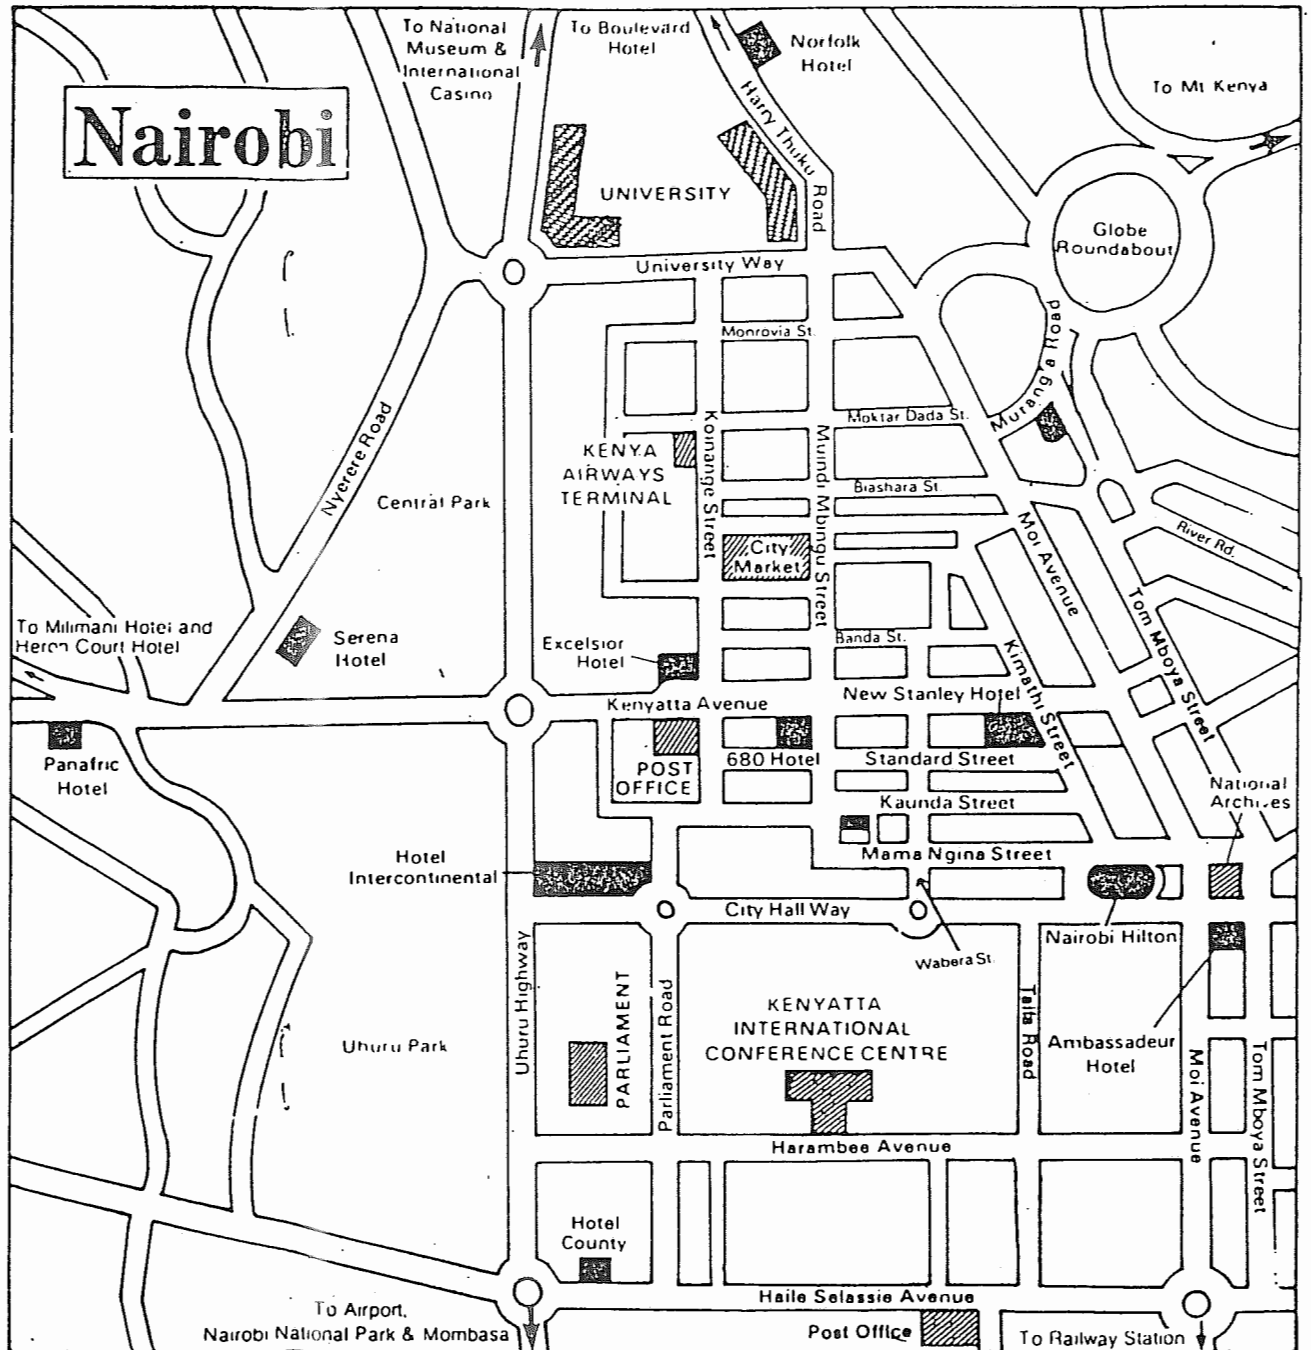 To National
Museum &
International
Casino
To Boulevard
Hotel
Norfolk
Hotel
To Mt Kenya
Nairobi
Harry Thuku
Road
UNIVERSITY
Globe
Roundabout
University Way
Monrovia St.
Murang'a Road
Moktar Dada St.
Koinange Street
Muindi Mbingu Street
KENYA
AIRWAYS
TERMINAL
Nyerere Road
Central Park
Biashara St.
Moi Avenue
River Rd.
City
Market
Tom Mboya Street
To Milimani Hotel and
Heron Court Hotel
Serena
Hotel
Excelsior
Hotel
Banda St.
Kimathi Street
New Stanley Hotel
Kenyatta Avenue
Panafric
Hotel
POST
OFFICE
680 Hotel
Standard Street
National
Archives
Kaunda Street
Hotel
Intercontinental
Mama Ngina Street
City Hall Way
Nairobi Hilton
Wabera St.
Uhuru Highway
PARLIAMENT
Parliament Road
KENYATTA
INTERNATIONAL
CONFERENCE CENTRE
Taifa Road
Ambassadeur
Hotel
Uhuru Park
Moi Avenue
Tom Mboya Street
Harambee Avenue
Hotel
County
Haile Selassie Avenue
To Airport,
Nairobi National Park & Mombasa
Post Office
To Railway Station